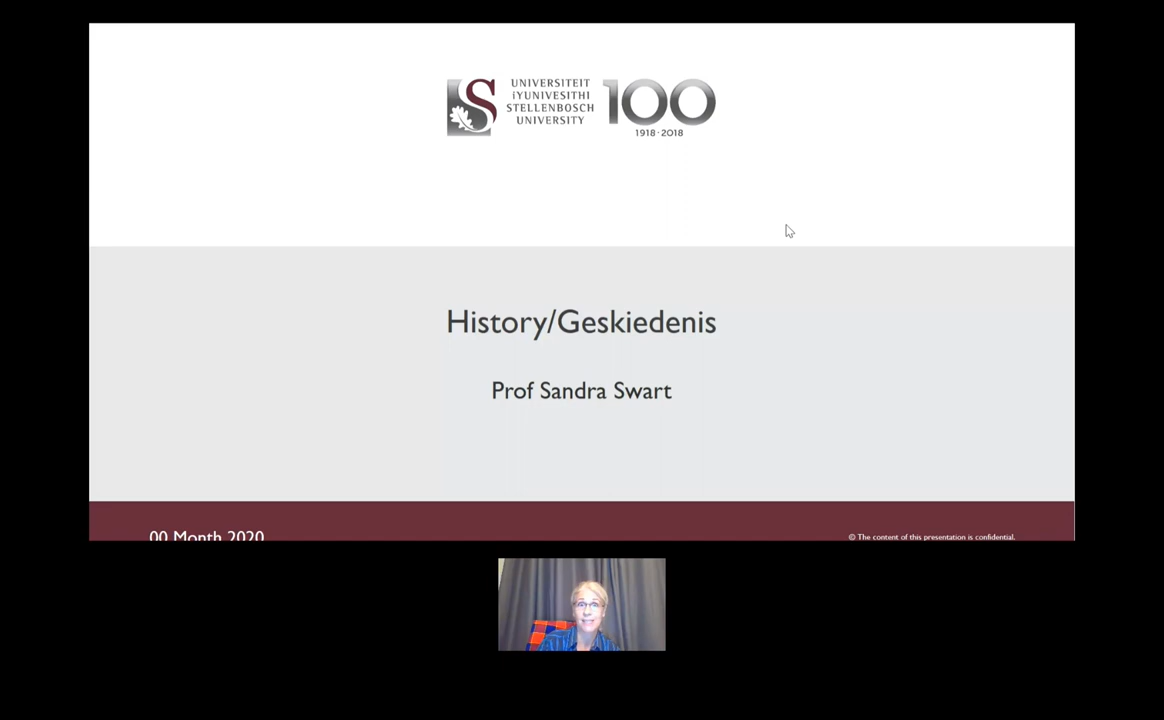 UNIVERSITEIT
iYUNIVESITHI
STELLENBOSCH
UNIVERSITY
100
1918·2018
History/Geskiedenis
Prof Sandra Swart
00 Month 2020
© The content of this presentation is confidential.